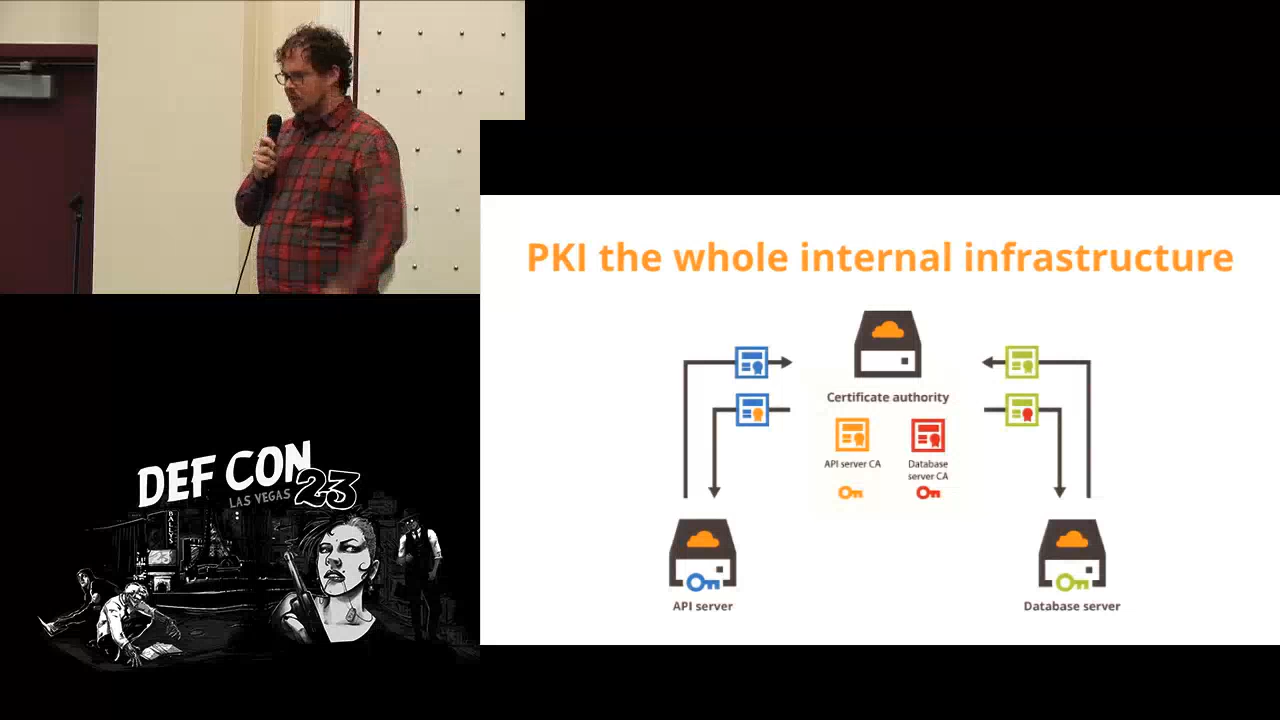 PKI the whole internal infrastructure
Certificate authority
API server CA
Database
server CA
API server
Database server
DEF CON
LAS VEGAS 23
BALLY'S